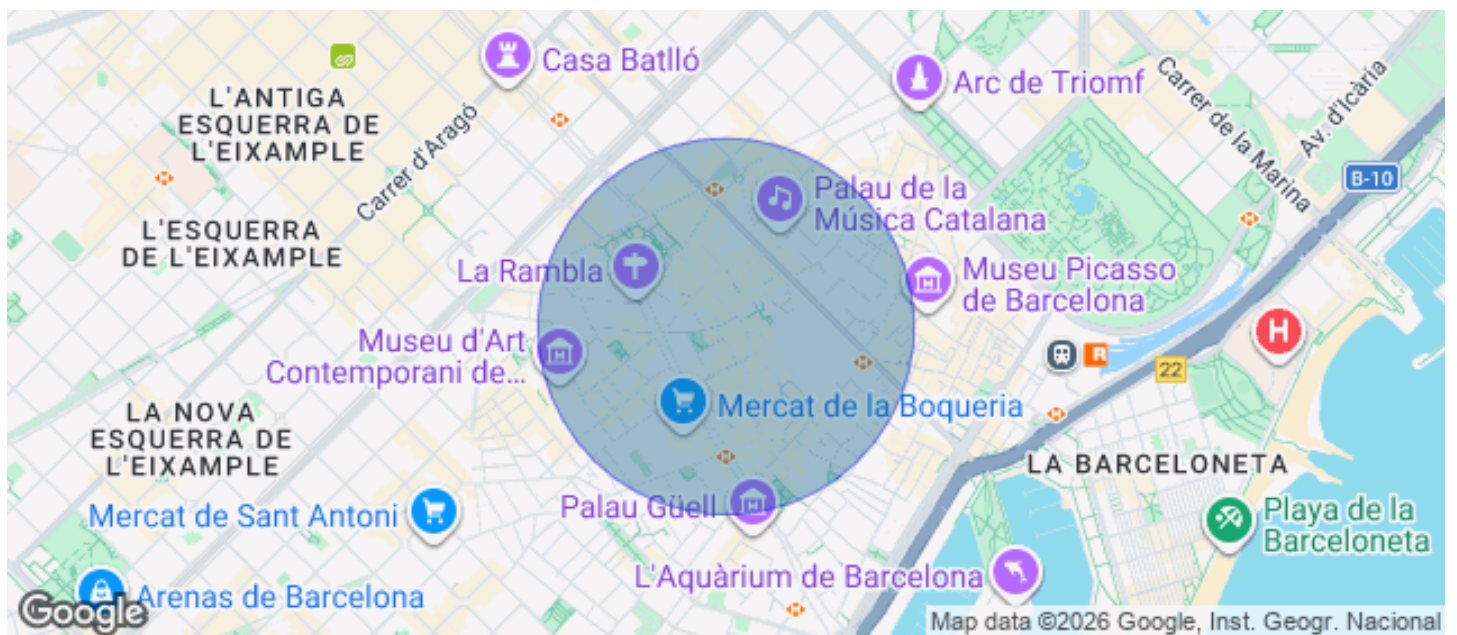 Casa Batlló
Arc de Triomf
Carrer de la Marina
Av. d'Icària
L'ANTIGA
ESQUERRA DE
L'EIXAMPLE
Carrer d'Aragó
B-10
Palau de la
Música Catalana
L'ESQUERRA
DE L'EIXAMPLE
La Rambla
Museu Picasso
de Barcelona
Museu d'Art
Contemporani de...
H
R
22
Mercat de la Boqueria
LA NOVA
ESQUERRA DE
L'EIXAMPLE
LA BARCELONETA
Mercat de Sant Antoni
Palau Güell
Playa de la
Barceloneta
L'Aquàrium de Barcelona
Arenas de Barcelona
Google
Map data ©2026 Google, Inst. Geogr. Nacional